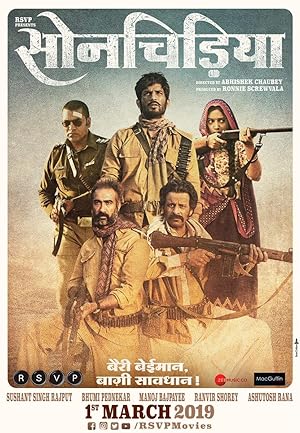 RSVP
PRESENTS
सोनचिड़िया
UA
DIRECTED BY ABHISHEK CHAUBEY
PRODUCED BY RONNIE SCREWVALA
बैरी बेईमान,
बाग़ी सावधान!
R S V P
ZEE MUSIC CO.
MacGuffin
SUSHANT SINGH RAJPUT BHUMI PEDNEKAR MANOJ BAJPAYEE RANVIR SHOREY ASHUTOSH RANA
1ST MARCH 2019
/RSVPMovies